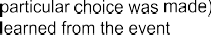 particular choice was made)
learned from the event